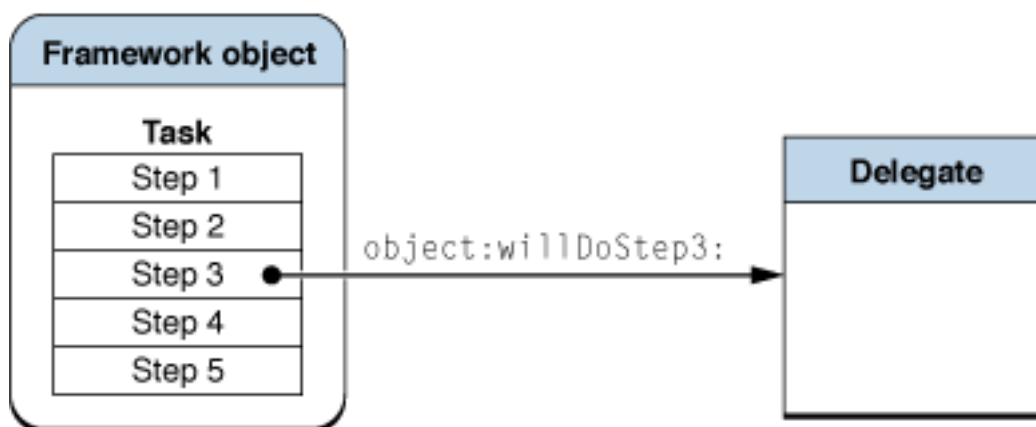 Framework object
Task
Step 1
Step 2
Step 3
Step 4
Step 5
object:willDoStep3:
Delegate